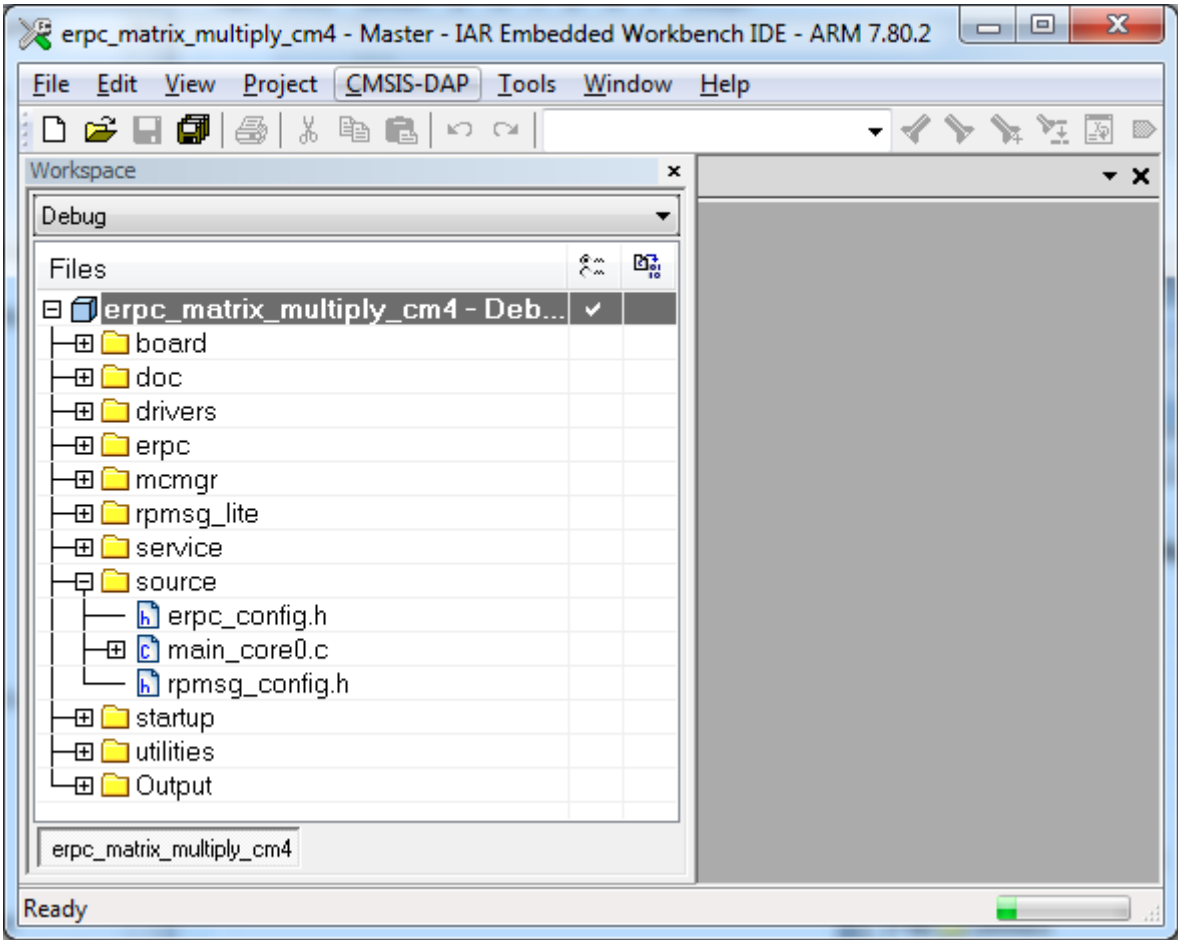 erpc_matrix_multiply_cm4 - Master - IAR Embedded Workbench IDE - ARM 7.80.2
File Edit View Project CMSIS-DAP Tools Window Help
Workspace
Debug
Files
erpc_matrix_multiply_cm4 - Deb...
board
doc
drivers
erpc
mcmgr
rpmsg_lite
service
source
erpc_config.h
main_core0.c
rpmsg_config.h
startup
utilities
Output
erpc_matrix_multiply_cm4
Ready